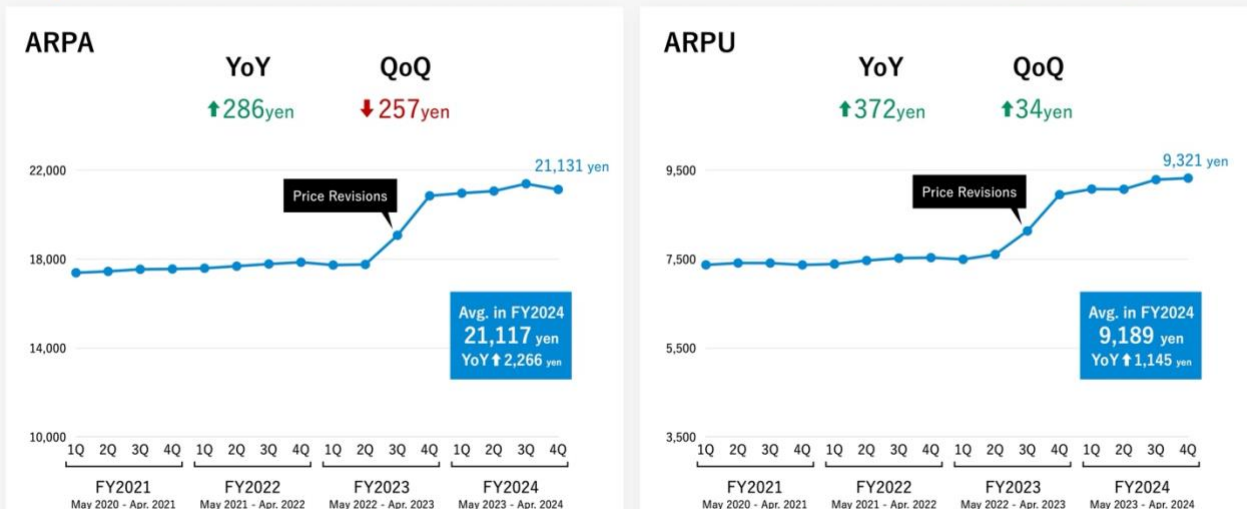 ARPA
YoY QoQ
⬆286yen ⬇257yen
21,131 yen
22,000
Price Revisions
18,000
Avg. in FY2024
21,117 yen
YoY⬆2,266 yen
14,000
10,000
1Q 2Q 3Q 4Q 1Q 2Q 3Q 4Q 1Q 2Q 3Q 4Q 1Q 2Q 3Q 4Q
FY2021 FY2022 FY2023 FY2024
May 2020 - Apr. 2021 May 2021 - Apr. 2022 May 2022 - Apr. 2023 May 2023 - Apr. 2024
ARPU
YoY QoQ
⬆372yen ⬆34yen
9,321 yen
9,500
Price Revisions
7,500
Avg. in FY2024
9,189 yen
YoY⬆1,145 yen
5,500
3,500
1Q 2Q 3Q 4Q 1Q 2Q 3Q 4Q 1Q 2Q 3Q 4Q 1Q 2Q 3Q 4Q
FY2021 FY2022 FY2023 FY2024
May 2020 - Apr. 2021 May 2021 - Apr. 2022 May 2022 - Apr. 2023 May 2023 - Apr. 2024